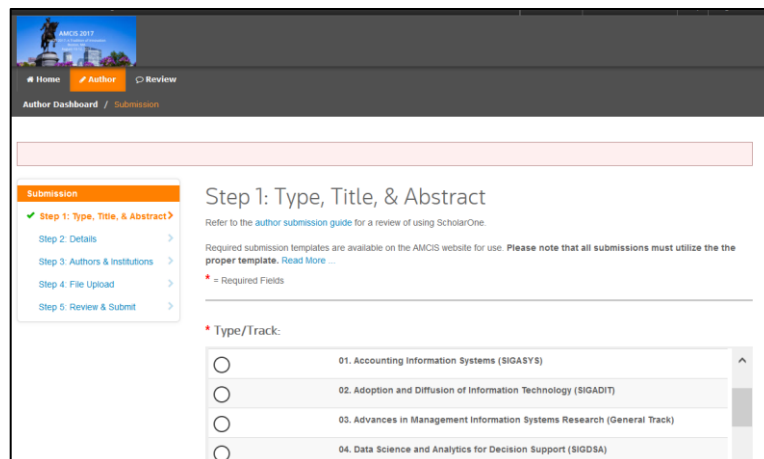 AMCIS 2017
Home
Author
Review
Author Dashboard / Submission
Submission
Step 1: Type, Title, & Abstract
Step 2: Details
Step 3: Authors & Institutions
Step 4: File Upload
Step 5: Review & Submit
Step 1: Type, Title, & Abstract
Refer to the author submission guide for a review of using ScholarOne.
Required submission templates are available on the AMCIS website for use. Please note that all submissions must utilize the the
proper template. Read More ...
* = Required Fields
* Type/Track:
01. Accounting Information Systems (SIGASYS)
02. Adoption and Diffusion of Information Technology (SIGADIT)
03. Advances in Management Information Systems Research (General Track)
04. Data Science and Analytics for Decision Support (SIGDSA)